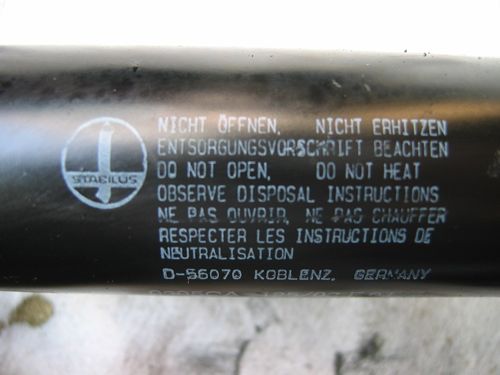 STABILUS
NICHT ÖFFNEN, NICHT ERHITZEN
ENTSORGUNGSVORSCHRIFT BEACHTEN
DO NOT OPEN, DO NOT HEAT
OBSERVE DISPOSAL INSTRUCTIONS
NE PAS OUVRIR, NE PAS CHAUFFER
RESPECTER LES INSTRUCTIONS DE
NEUTRALISATION
D-56070 KOBLENZ, GERMANY